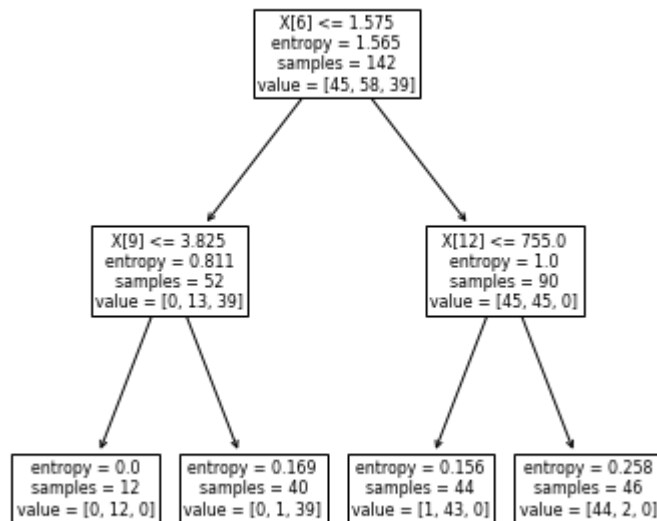 X[6] <= 1.575
entropy = 1.565
samples = 142
value = [45, 58, 39]
X[9] <= 3.825
entropy = 0.811
samples = 52
value = [0, 13, 39]
X[12] <= 755.0
entropy = 1.0
samples = 90
value = [45, 45, 0]
entropy = 0.0
samples = 12
value = [0, 12, 0]
entropy = 0.169
samples = 40
value = [0, 1, 39]
entropy = 0.156
samples = 44
value = [1, 43, 0]
entropy = 0.258
samples = 46
value = [44, 2, 0]